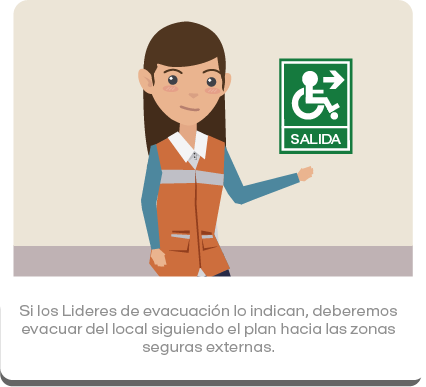 SALIDA
Si los Lideres de evacuación lo indican, deberemos
evacuar del local siguiendo el plan hacia las zonas
seguras externas.